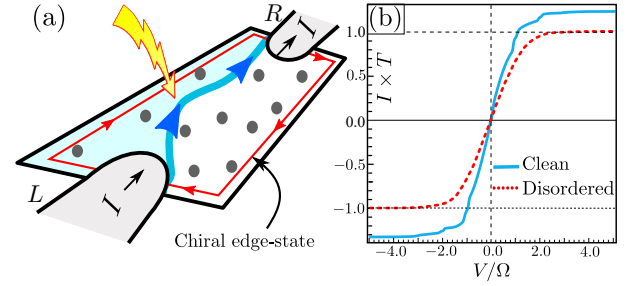 (a)
R
I
L
I
Chiral edge-state
(b)
I × T
1.0
0.5
0.0
−0.5
−1.0
Clean
Disordered
−4.0 −2.0 0.0 2.0 4.0
V/Ω